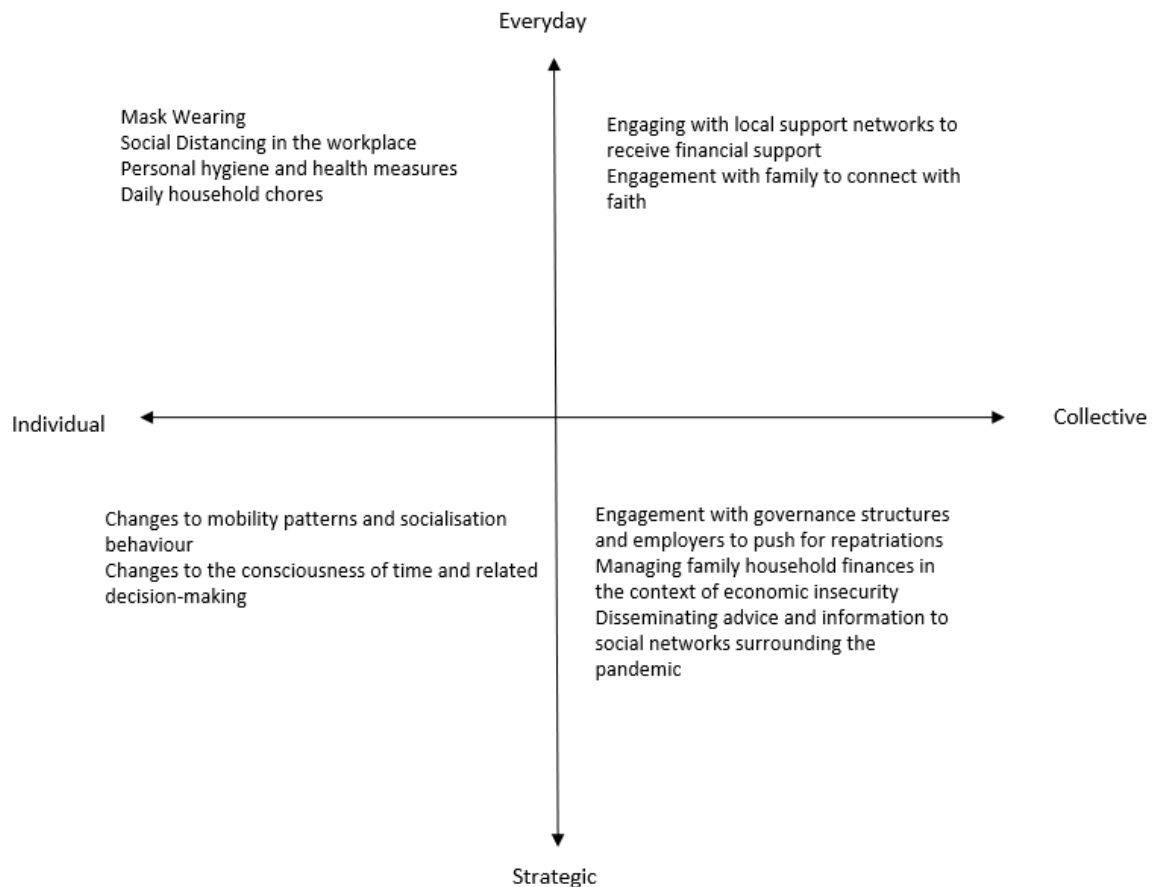 Everyday
Mask Wearing
Social Distancing in the workplace
Personal hygiene and health measures
Daily household chores
Engaging with local support networks to
receive financial support
Engagement with family to connect with
faith
Individual
Collective
Changes to mobility patterns and socialisation
behaviour
Changes to the consciousness of time and related
decision-making
Engagement with governance structures
and employers to push for repatriations
Managing family household finances in
the context of economic insecurity
Disseminating advice and information to
social networks surrounding the
pandemic
Strategic